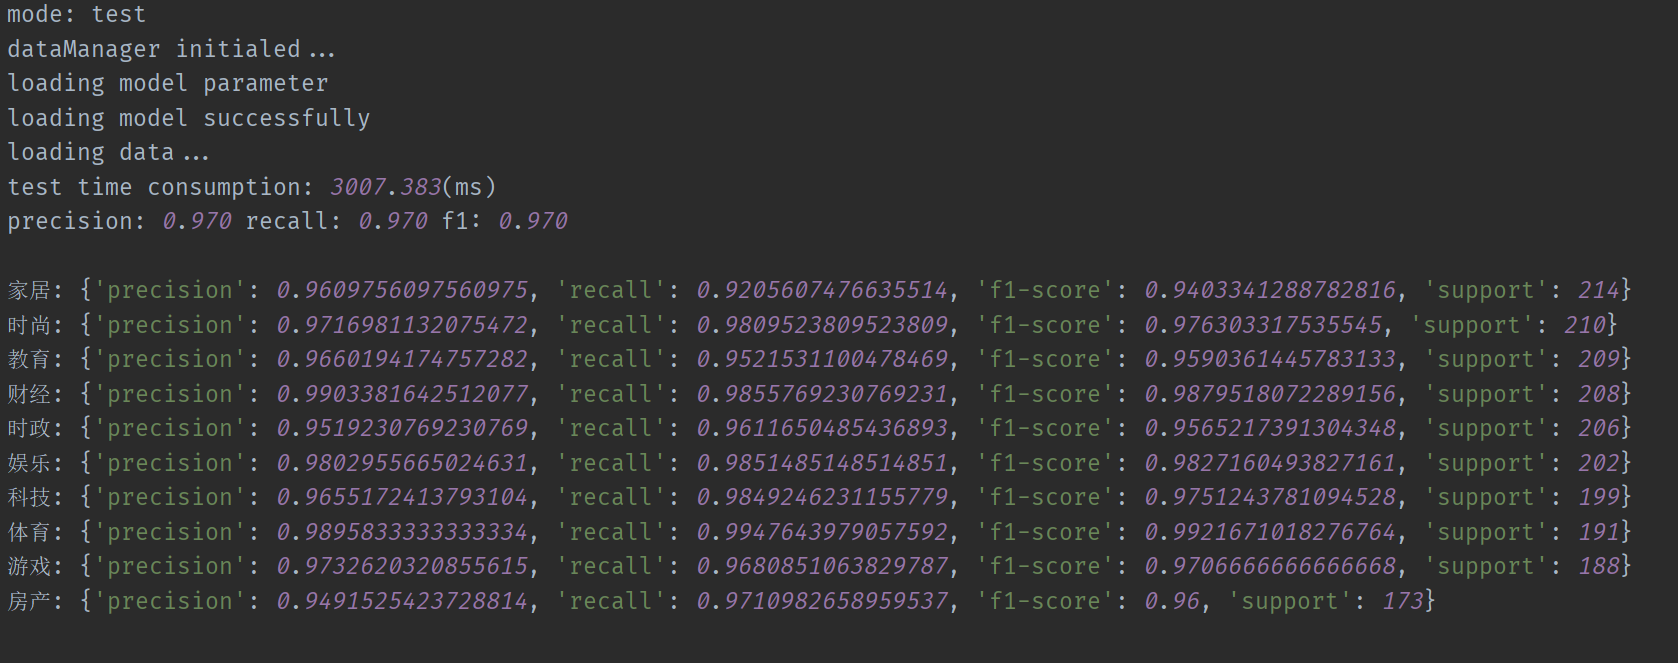 mode: test
dataManager initialed...
loading model parameter
loading model successfully
loading data...
test time consumption: 3007.383(ms)
precision: 0.970 recall: 0.970 f1: 0.970
家居: {'precision': 0.9609756097560975, 'recall': 0.9205607476635514, 'f1-score': 0.9403341288782816, 'support': 214}
时尚: {'precision': 0.9716981132075472, 'recall': 0.9809523809523809, 'f1-score': 0.976303317535545, 'support': 210}
教育: {'precision': 0.9660194174757282, 'recall': 0.9521531100478469, 'f1-score': 0.9590361445783133, 'support': 209}
财经: {'precision': 0.9903381642512077, 'recall': 0.9855769230769231, 'f1-score': 0.9879518072289156, 'support': 208}
时政: {'precision': 0.9519230769230769, 'recall': 0.9611650485436893, 'f1-score': 0.9565217391304348, 'support': 206}
娱乐: {'precision': 0.9802955665024631, 'recall': 0.9851485148514851, 'f1-score': 0.9827160493827161, 'support': 202}
科技: {'precision': 0.9655172413793104, 'recall': 0.9849246231155779, 'f1-score': 0.9751243781094528, 'support': 199}
体育: {'precision': 0.9895833333333334, 'recall': 0.9947643979057592, 'f1-score': 0.9921671018276764, 'support': 191}
游戏: {'precision': 0.9732620320855615, 'recall': 0.9680851063829787, 'f1-score': 0.9706666666666668, 'support': 188}
房产: {'precision': 0.9491525423728814, 'recall': 0.9710982658959537, 'f1-score': 0.96, 'support': 173}